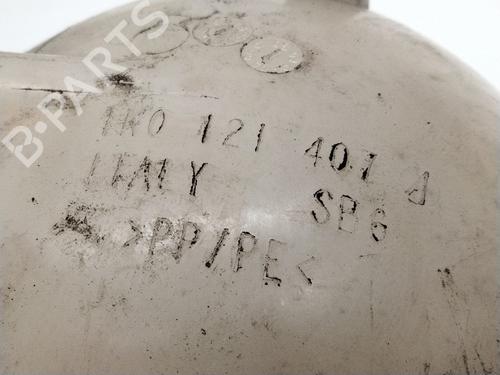 B-PARTS
1K0 121 407 J
ITALY SB6
>PP/PE<